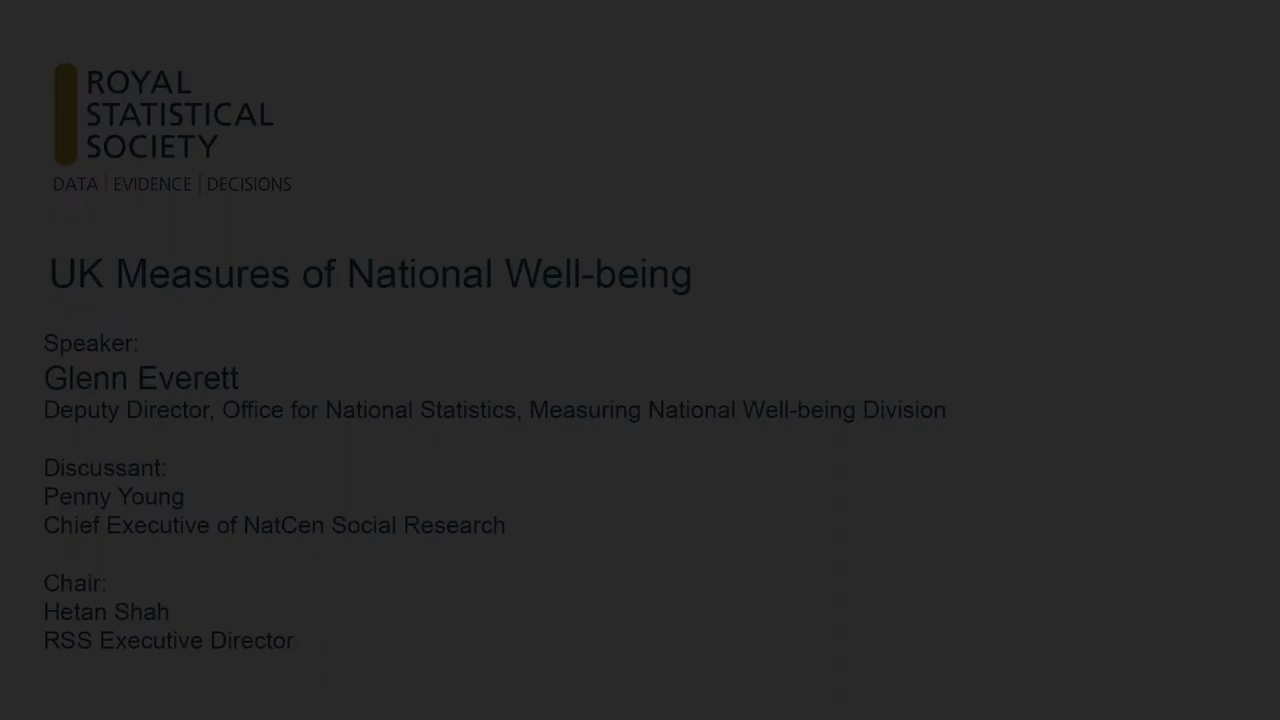 ROYAL
STATISTICAL
SOCIETY
DATA | EVIDENCE | DECISIONS
UK Measures of National Well-being
Speaker:
Glenn Everett
Deputy Director, Office for National Statistics, Measuring National Well-being Division
Discussant:
Penny Young
Chief Executive of NatCen Social Research
Chair:
Hetan Shah
RSS Executive Director